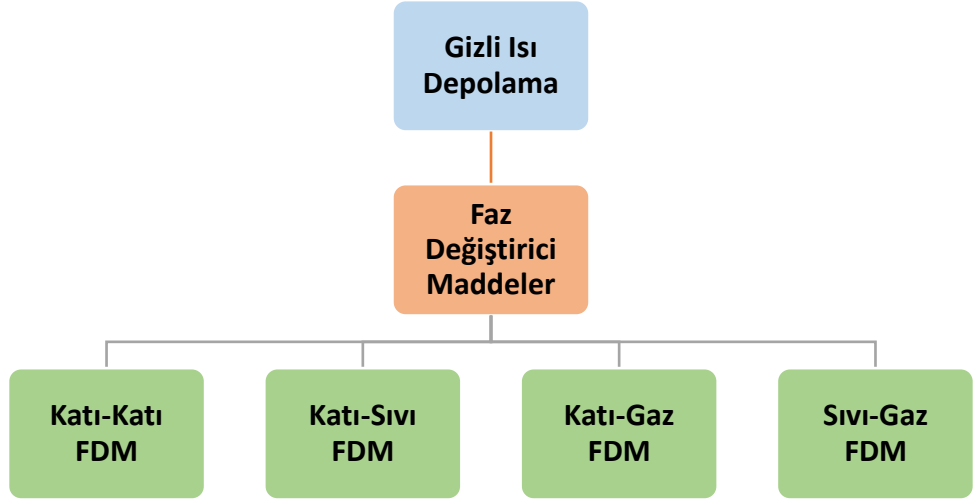 Gizli Isı
Depolama
Faz
Değiştirici
Maddeler
Katı-Katı
FDM
Katı-Sıvı
FDM
Katı-Gaz
FDM
Sıvı-Gaz
FDM